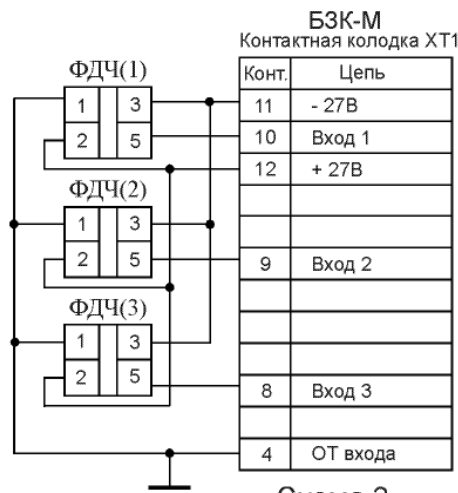 БЗК-М
Контактная колодка XT1
ФДЧ(1)
Конт. Цепь
1 3
11 - 27В
2 5
10 Вход 1
12 + 27В
ФДЧ(2)
1 3
2 5
9 Вход 2
ФДЧ(3)
1 3
2 5
8 Вход 3
4 ОТ входа